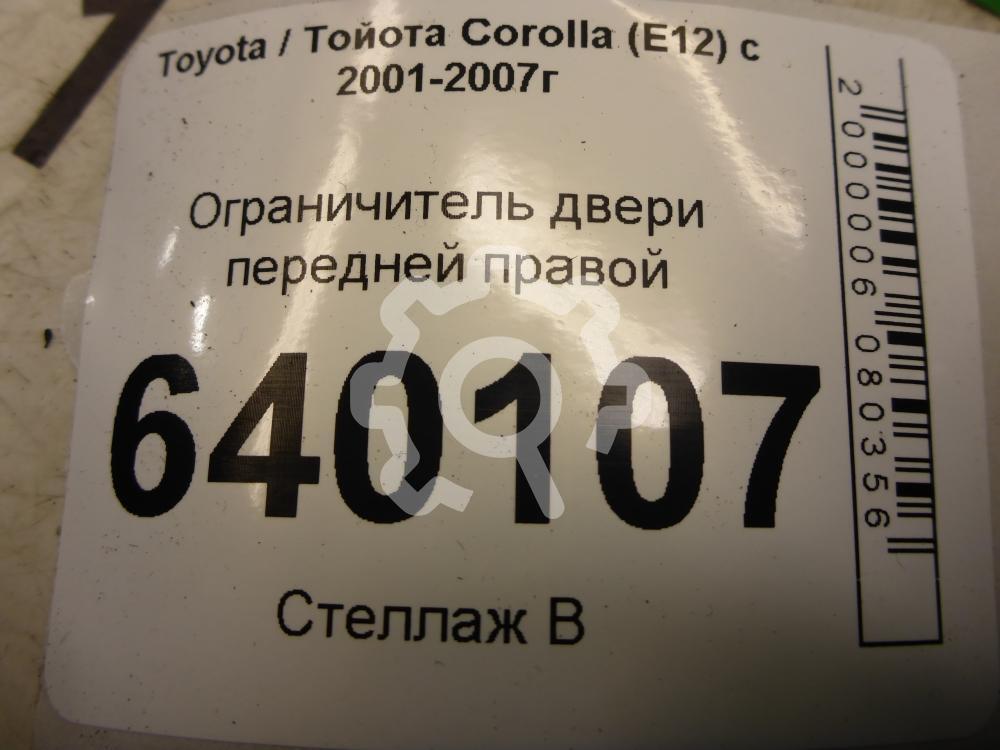 Toyota / Тойота Corolla (E12) с
2001-2007г
Ограничитель двери
передней правой
640107
Стеллаж В
2000006080356